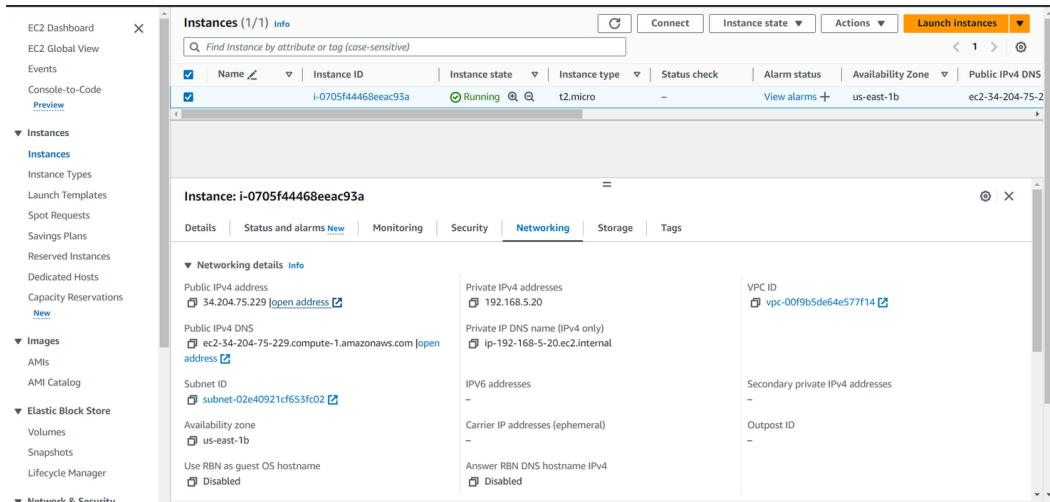 EC2 Dashboard
EC2 Global View
Events
Console-to-Code
Preview
Instances
Instances
Instance Types
Launch Templates
Spot Requests
Savings Plans
Reserved Instances
Dedicated Hosts
Capacity Reservations
New
Images
AMIs
AMI Catalog
Elastic Block Store
Volumes
Snapshots
Lifecycle Manager
Network & Security
Instances (1/1) Info
Connect
Instance state
Actions
Launch instances
Find Instance by attribute or tag (case-sensitive)
1
Name Instance ID Instance state Instance type Status check Alarm status Availability Zone Public IPv4 DNS
i-0705f44468eeac93a Running t2.micro – View alarms + us-east-1b ec2-34-204-75-2
Instance: i-0705f44468eeac93a
Details Status and alarms New Monitoring Security Networking Storage Tags
Networking details Info
Public IPv4 address
34.204.75.229 |open address
Private IPv4 addresses
192.168.5.20
VPC ID
vpc-00f9b5de64e577f14
Public IPv4 DNS
ec2-34-204-75-229.compute-1.amazonaws.com |open
address
Private IP DNS name (IPv4 only)
ip-192-168-5-20.ec2.internal
Subnet ID
subnet-02e40921cf653fc02
IPV6 addresses
–
Secondary private IPv4 addresses
–
Availability zone
us-east-1b
Carrier IP addresses (ephemeral)
–
Outpost ID
–
Use RBN as guest OS hostname
Disabled
Answer RBN DNS hostname IPv4
Disabled